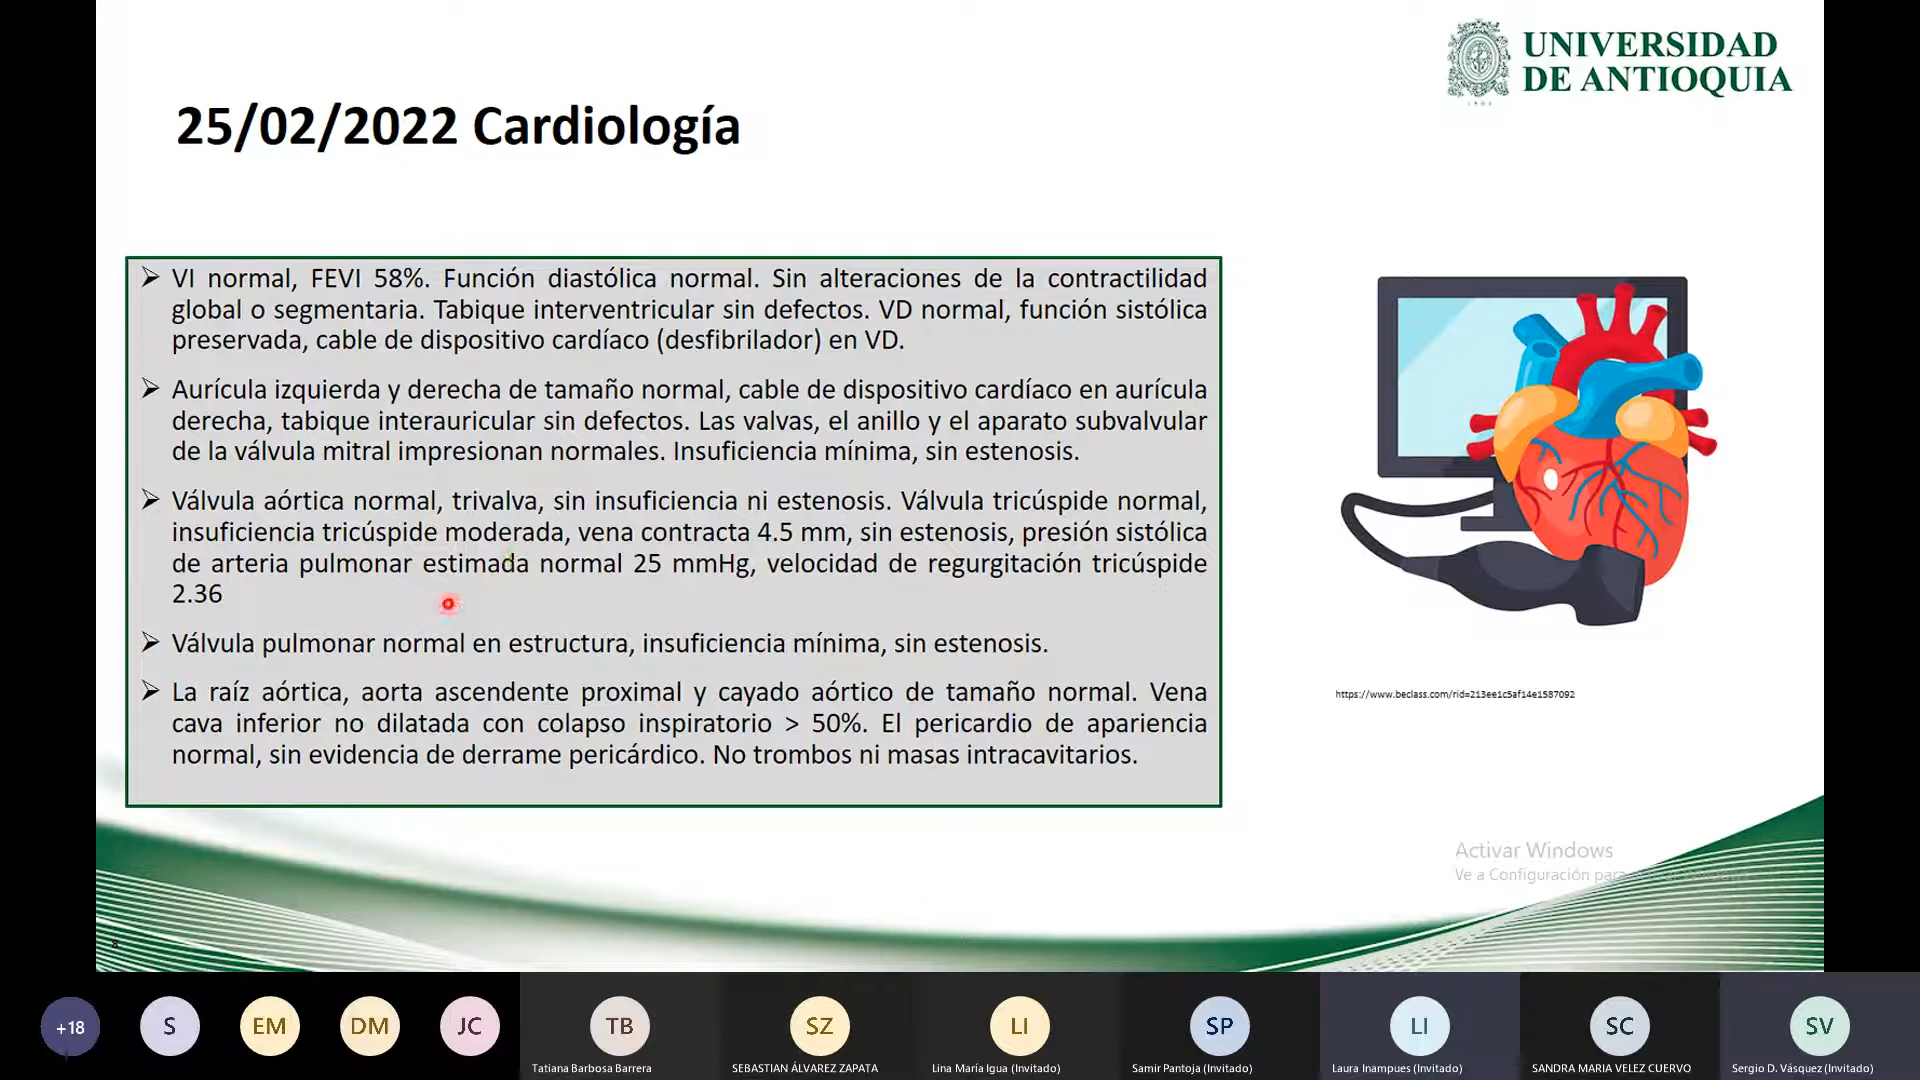 UNIVERSIDAD
DE ANTIOQUIA
25/02/2022 Cardiología
VI normal, FEVI 58%. Función diastólica normal. Sin alteraciones de la contractilidad
global o segmentaria. Tabique interventricular sin defectos. VD normal, función sistólica
preservada, cable de dispositivo cardíaco (desfibrilador) en VD.
Aurícula izquierda y derecha de tamaño normal, cable de dispositivo cardíaco en aurícula
derecha, tabique interauricular sin defectos. Las valvas, el anillo y el aparato subvalvular
de la válvula mitral impresionan normales. Insuficiencia mínima, sin estenosis.
Válvula aórtica normal, trivalva, sin insuficiencia ni estenosis. Válvula tricúspide normal,
insuficiencia tricúspide moderada, vena contracta 4.5 mm, sin estenosis, presión sistólica
de arteria pulmonar estimada normal 25 mmHg, velocidad de regurgitación tricúspide
2.36
Válvula pulmonar normal en estructura, insuficiencia mínima, sin estenosis.
La raíz aórtica, aorta ascendente proximal y cayado aórtico de tamaño normal. Vena
cava inferior no dilatada con colapso inspiratorio > 50%. El pericardio de apariencia
normal, sin evidencia de derrame pericárdico. No trombos ni masas intracavitarios.
https://www.beclass.com/rid=213ee1c5af14e1587092
Activar Windows
Ve a Configuración para
8
+18
S
EM
DM
JC
TB
SZ
LI
SP
LI
SC
SV
Tatiana Barbosa Barrera
SEBASTIAN ÁLVAREZ ZAPATA
Lina María Igua (Invitado)
Samir Pantoja (Invitado)
Laura Inampues (Invitado)
SANDRA MARIA VELEZ CUERVO
Sergio D. Vásquez (Invitado)